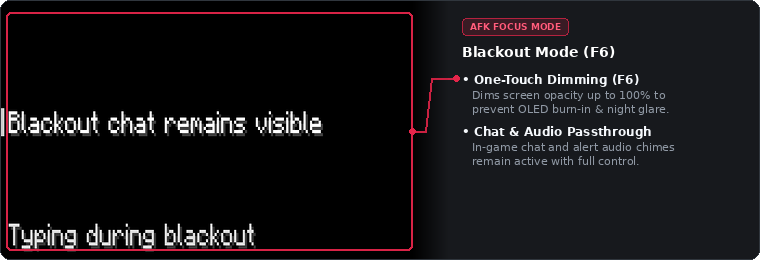 Blackout chat remains visible
Typing during blackout
AFK FOCUS MODE
Blackout Mode (F6)
• One-Touch Dimming (F6)
Dims screen opacity up to 100% to
prevent OLED burn-in & night glare.
• Chat & Audio Passthrough
In-game chat and alert audio chimes
remain active with full control.